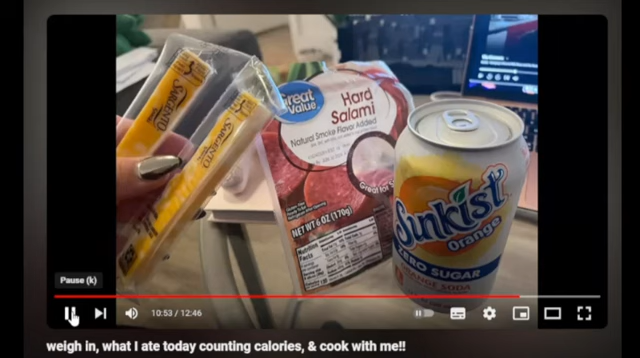 SARGENTO
SARGENTO
Great
Value
Hard
Salami
Natural Smoke Flavor Added
Great for
NET WT 6 OZ (170g)
Nutrition
Facts
Sunkist
Orange
ZERO SUGAR
ORANGE SODA
Pause (k)
10:53 / 12:46
weigh in, what I ate today counting calories, & cook with me!!